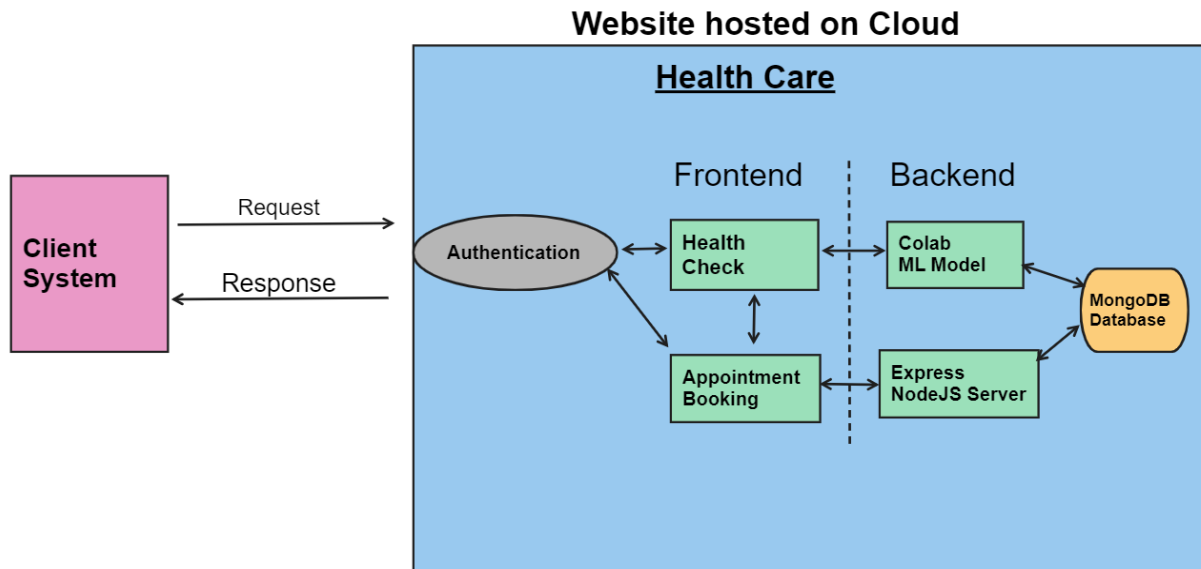 Website hosted on Cloud
Health Care
Frontend
Backend
Request
Response
Client
System
Authentication
Health
Check
Colab
ML Model
MongoDB
Database
Appointment
Booking
Express
NodeJS Server